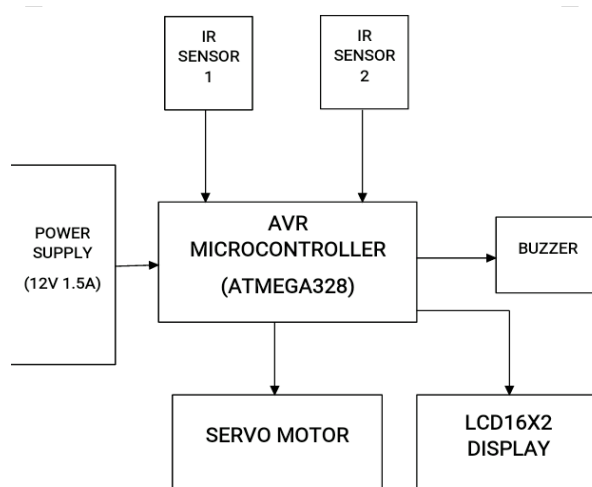 IR
SENSOR
1
IR
SENSOR
2
POWER
SUPPLY
(12V 1.5A)
AVR
MICROCONTROLLER
(ATMEGA328)
BUZZER
SERVO MOTOR
LCD16X2
DISPLAY